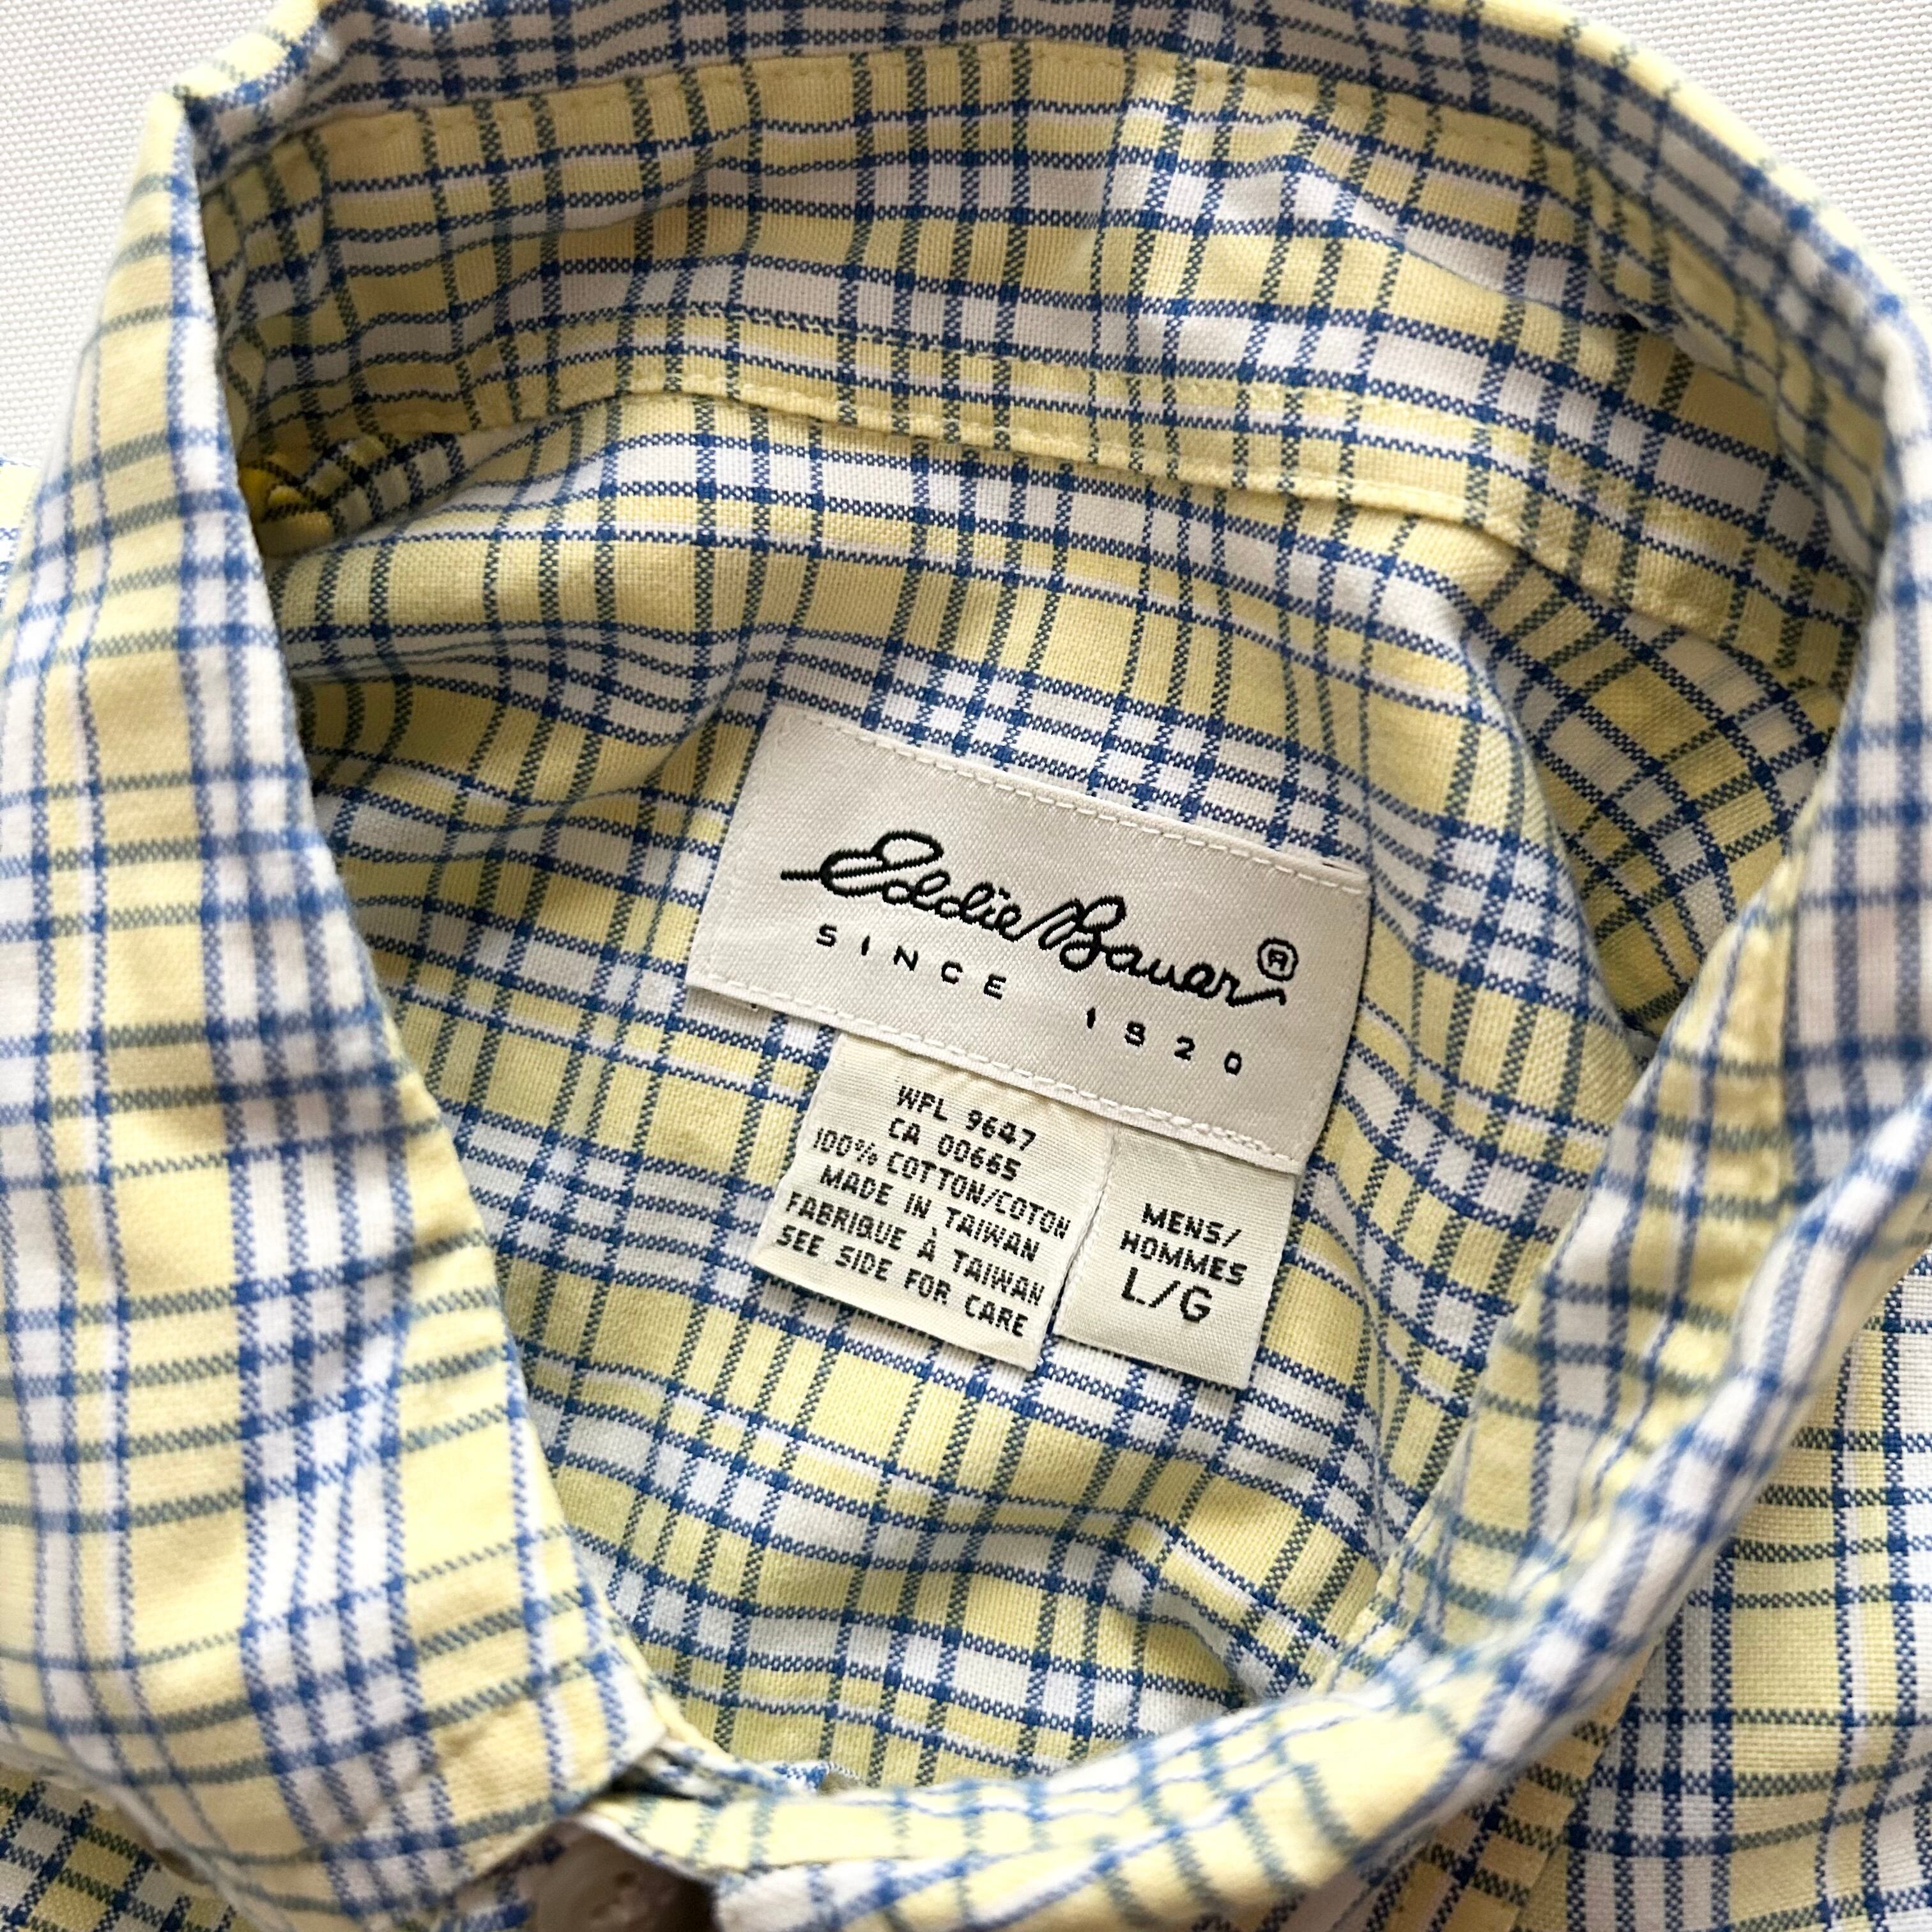 Eddie Bauer ®
SINCE 1920
WPL 9647
CA 00665
100% COTTON/COTON
MADE IN TAIWAN
FABRIQUE À TAIWAN
SEE SIDE FOR CARE
MENS/
HOMMES
L/G